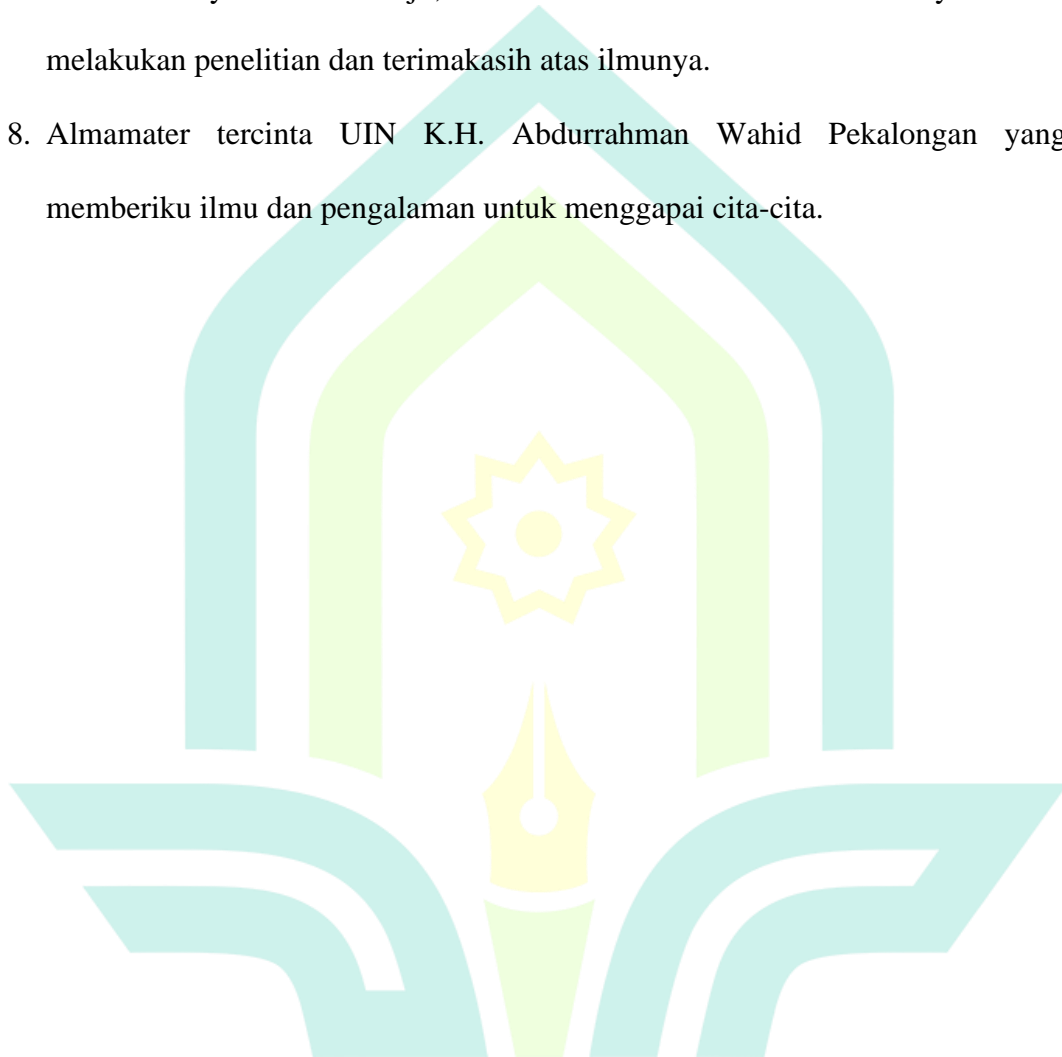 melakukan penelitian dan terimakasih atas ilmunya.
8. Almamater tercinta UIN K.H. Abdurrahman Wahid Pekalongan yang
memberiku ilmu dan pengalaman untuk menggapai cita-cita.